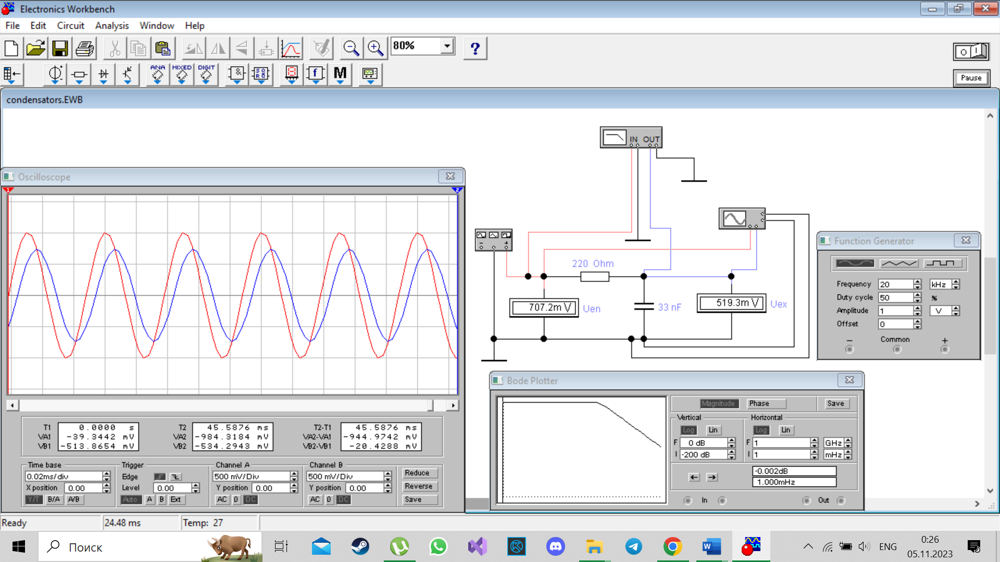 Electronics Workbench
File Edit Circuit Analysis Window Help
80%
?
ANA MIXED DIGIT
&
f M
Pause
condensators.EWB
IN OUT
Oscilloscope
1 2
220 Ohm
707.2m V Uen
33 nF
519.3m V Uex
Function Generator
Frequency 20 kHz
Duty cycle 50 %
Amplitude 1 V
Offset 0
− Common +
T1 0.0000 s
VA1 -39.3442 mV
VB1 -513.8654 mV
T2 45.5876 ms
VA2 -984.3184 mV
VB2 -534.2943 mV
T2-T1 45.5876 ms
VA2-VA1 -944.9742 mV
VB2-VB1 -20.4288 mV
Time base
0.02ms/div
X position 0.00
Y/T B/A A/B
Trigger
Edge
Level 0.00
Auto A B Ext
Channel A
500 mV/Div
Y position 0.00
AC 0 DC
Channel B
500 mV/Div
Y position 0.00
AC 0 DC
Reduce
Reverse
Save
Bode Plotter
Magnitude Phase Save
Vertical Horizontal
Log Lin Log Lin
F 0 dB F 1 GHz
I -200 dB I 1 mHz
-0.002dB
1.000mHz
In Out
Ready 24.48 ms Temp: 27
Поиск
W
ENG
0:26
05.11.2023